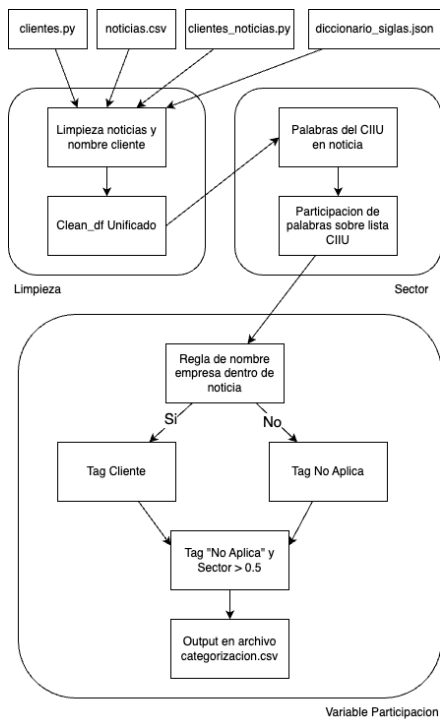 clientes.py
noticias.csv
clientes_noticias.py
diccionario_siglas.json
Limpieza noticias y
nombre cliente
Clean_df Unificado
Limpieza
Palabras del CIIU
en noticia
Participacion de
palabras sobre lista
CIIU
Sector
Regla de nombre
empresa dentro de
noticia
Si
No
Tag Cliente
Tag No Aplica
Tag "No Aplica" y
Sector > 0.5
Output en archivo
categorizacion.csv
Variable Participacion